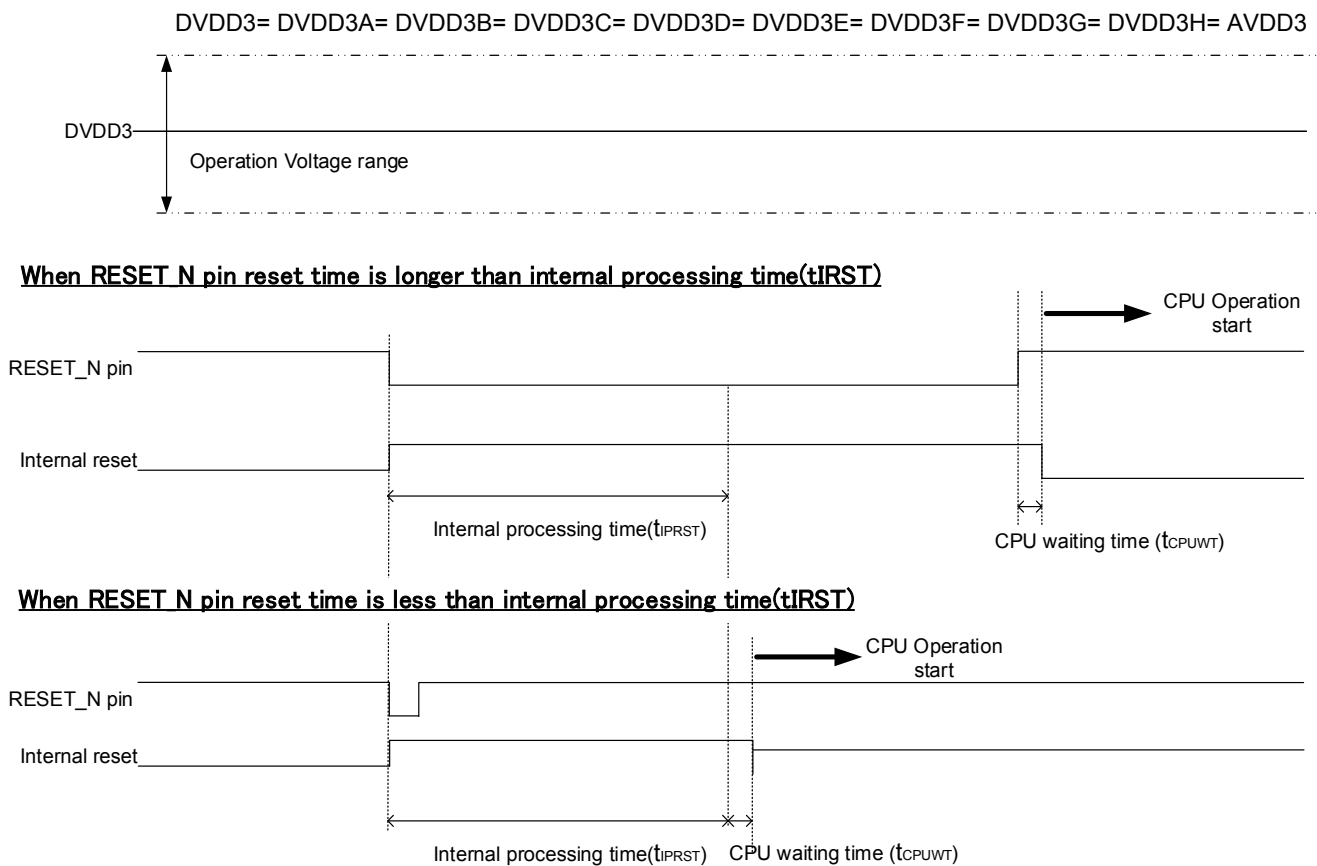 DVDD3= DVDD3A= DVDD3B= DVDD3C= DVDD3D= DVDD3E= DVDD3F= DVDD3G= DVDD3H= AVDD3
DVDD3
Operation Voltage range
When RESET_N pin reset time is longer than internal processing time(tIRST)
CPU Operation
start
RESET_N pin
Internal reset
Internal processing time(tIPRST)
CPU waiting time (tCPUWT)
When RESET_N pin reset time is less than internal processing time(tIRST)
CPU Operation
start
RESET_N pin
Internal reset
Internal processing time(tIPRST)
CPU waiting time (tCPUWT)